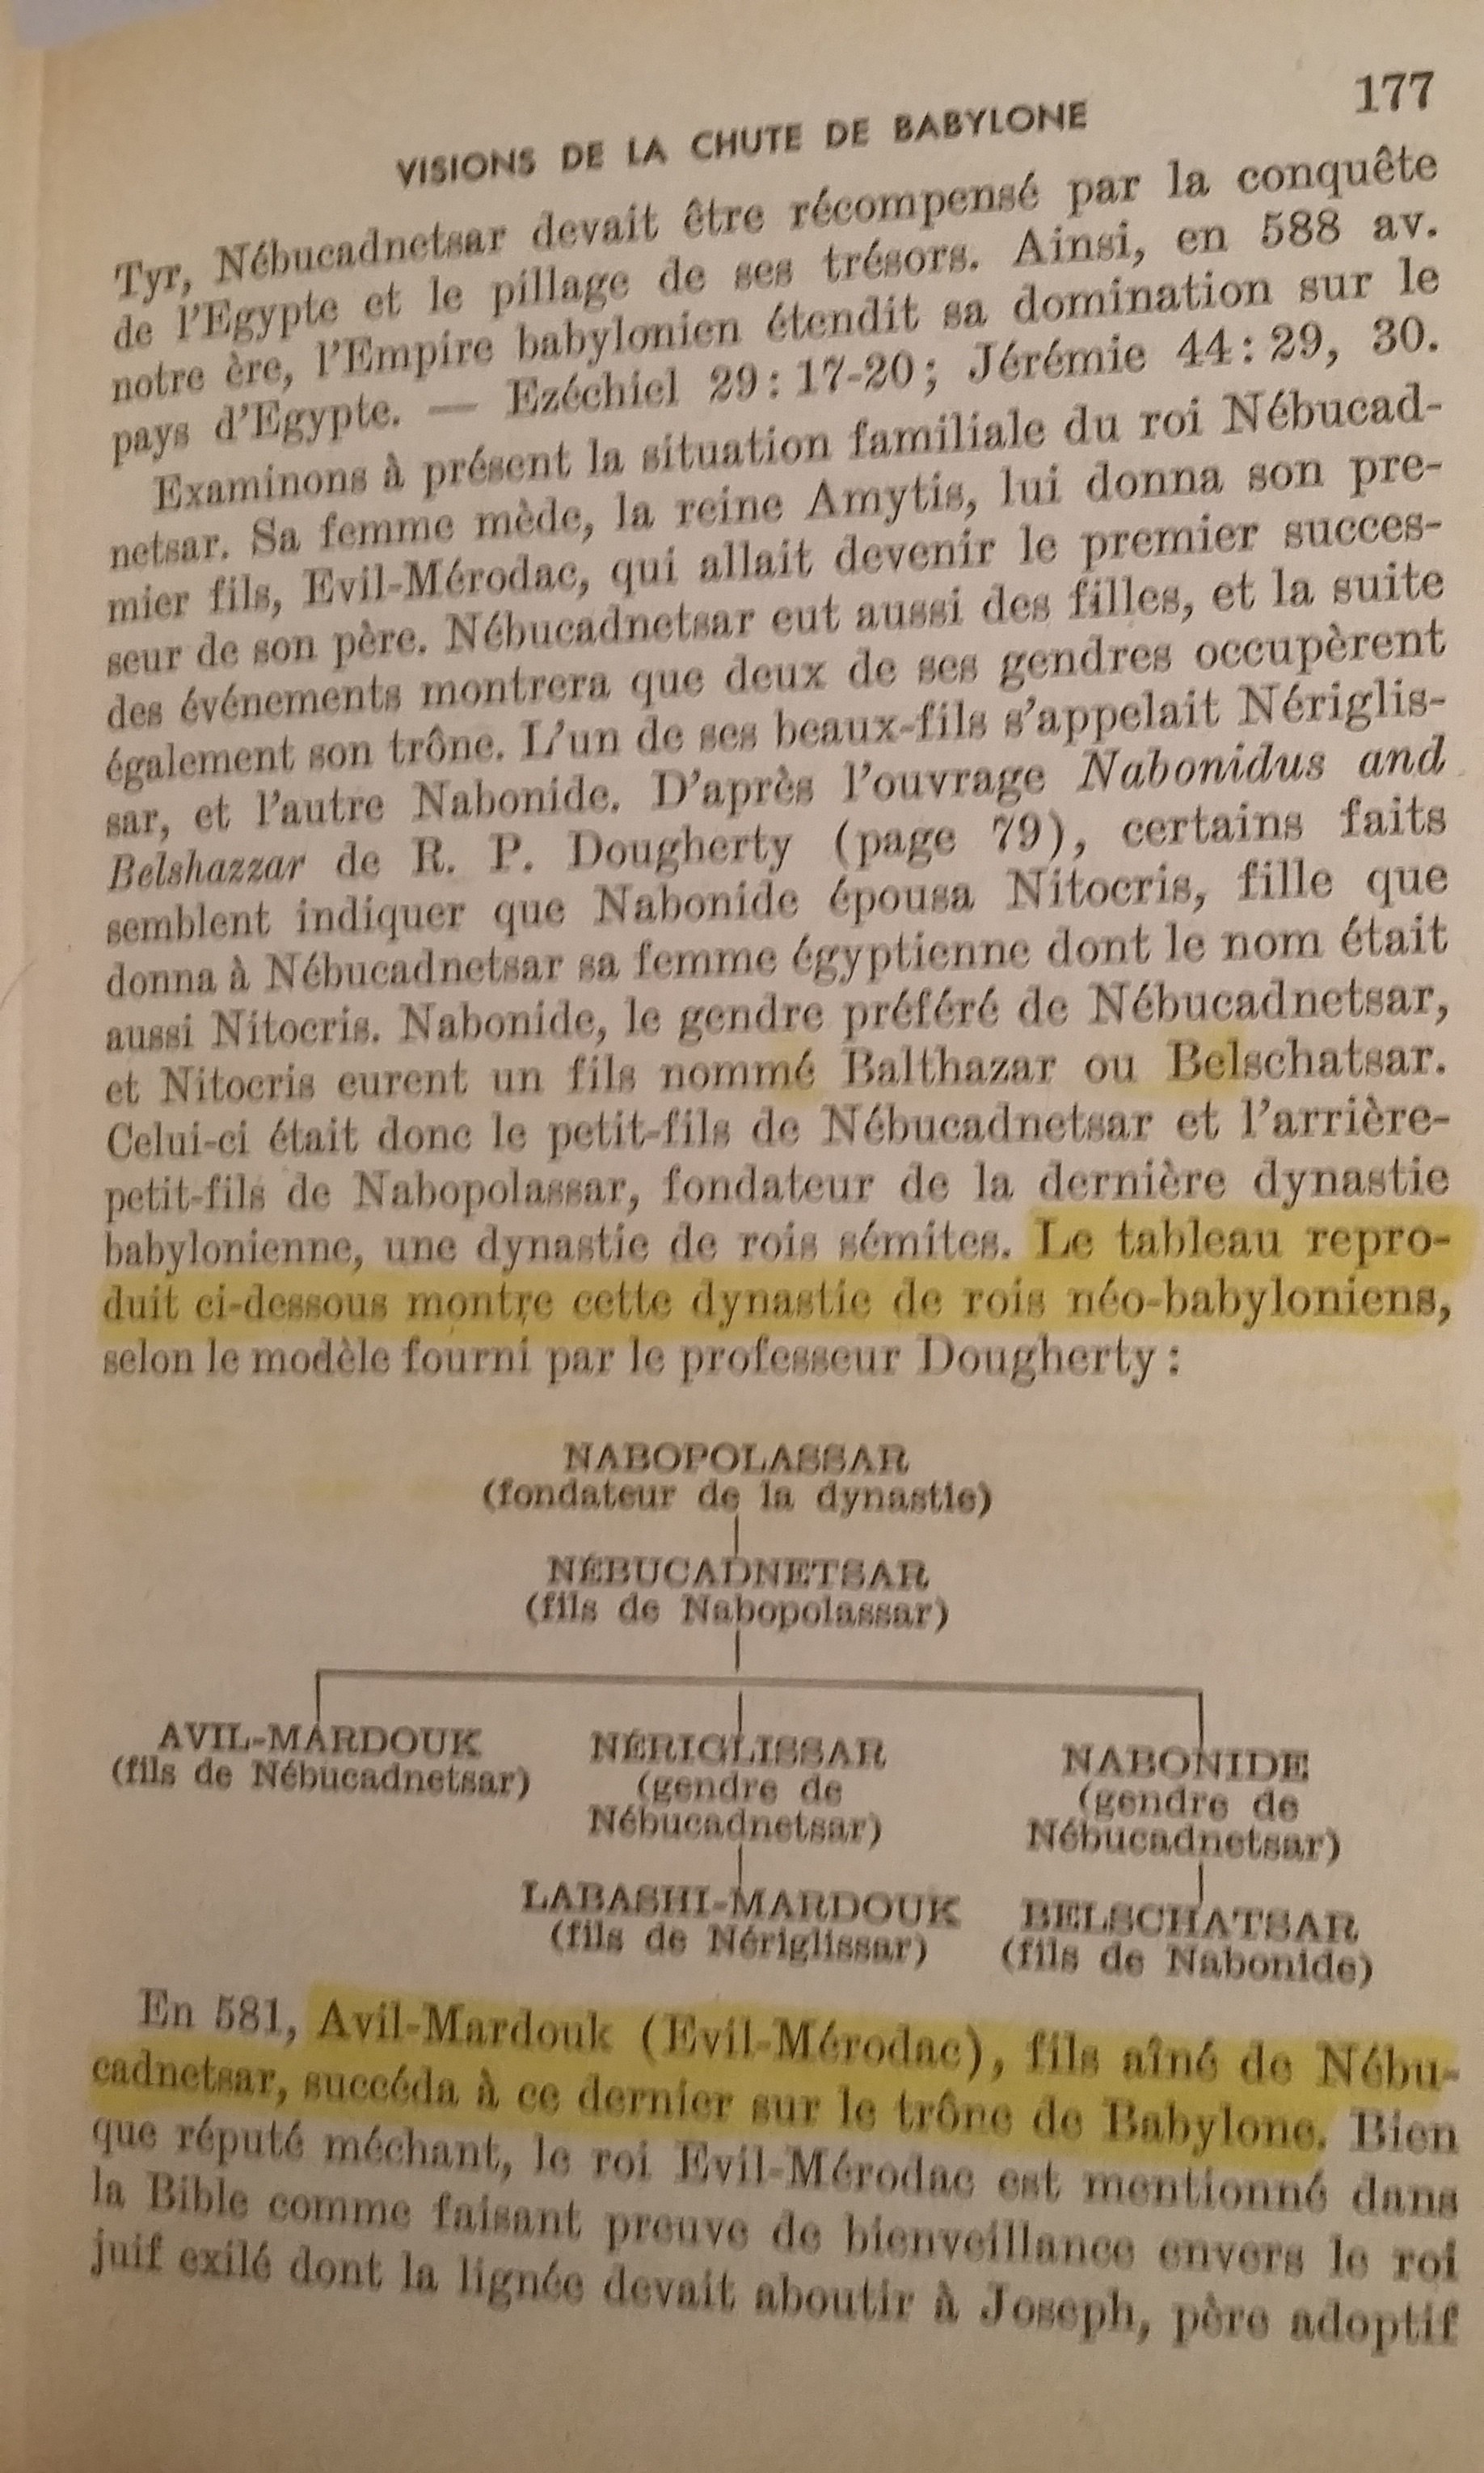 177
VISIONS DE LA CHUTE DE BABYLONE
Tyr, Nébucadnetsar devait être récompensé par la conquête
de l'Egypte et le pillage de ses trésors. Ainsi, en 588 av.
notre ère, l'Empire babylonien étendit sa domination sur le
pays d'Egypte. — Ezéchiel 29 : 17-20 ; Jérémie 44 : 29, 30.
Examinons à présent la situation familiale du roi Nébucad-
netsar. Sa femme mède, la reine Amytis, lui donna son pre-
mier fils, Evil-Mérodac, qui allait devenir le premier succes-
seur de son père. Nébucadnetsar eut aussi des filles, et la suite
des événements montrera que deux de ses gendres occupèrent
également son trône. L'un de ses beaux-fils s'appelait Nériglis-
sar, et l'autre Nabonide. D'après l'ouvrage Nabonidus and
Belshazzar de R. P. Dougherty (page 79), certains faits
semblent indiquer que Nabonide épousa Nitocris, fille que
donna à Nébucadnetsar sa femme égyptienne dont le nom était
aussi Nitocris. Nabonide, le gendre préféré de Nébucadnetsar,
et Nitocris eurent un fils nommé Balthazar ou Belschatsar.
Celui-ci était donc le petit-fils de Nébucadnetsar et l'arrière-
petit-fils de Nabopolassar, fondateur de la dernière dynastie
babylonienne, une dynastie de rois sémites. Le tableau repro-
duit ci-dessous montre cette dynastie de rois néo-babyloniens,
selon le modèle fourni par le professeur Dougherty :
NABOPOLASSAR
(fondateur de la dynastie)
NÉBUCADNETSAR
(fils de Nabopolassar)
AVIL-MARDOUK
(fils de Nébucadnetsar)
NÉRIGLISSAR
(gendre de
Nébucadnetsar)
NABONIDE
(gendre de
Nébucadnetsar)
LABASHI-MARDOUK
(fils de Nériglissar)
BELSCHATSAR
(fils de Nabonide)
En 581, Avil-Mardouk (Evil-Mérodac), fils aîné de Nébu-
cadnetsar, succéda à ce dernier sur le trône de Babylone. Bien
que réputé méchant, le roi Evil-Mérodac est mentionné dans
la Bible comme faisant preuve de bienveillance envers le roi
juif exilé dont la lignée devait aboutir à Joseph, père adoptif